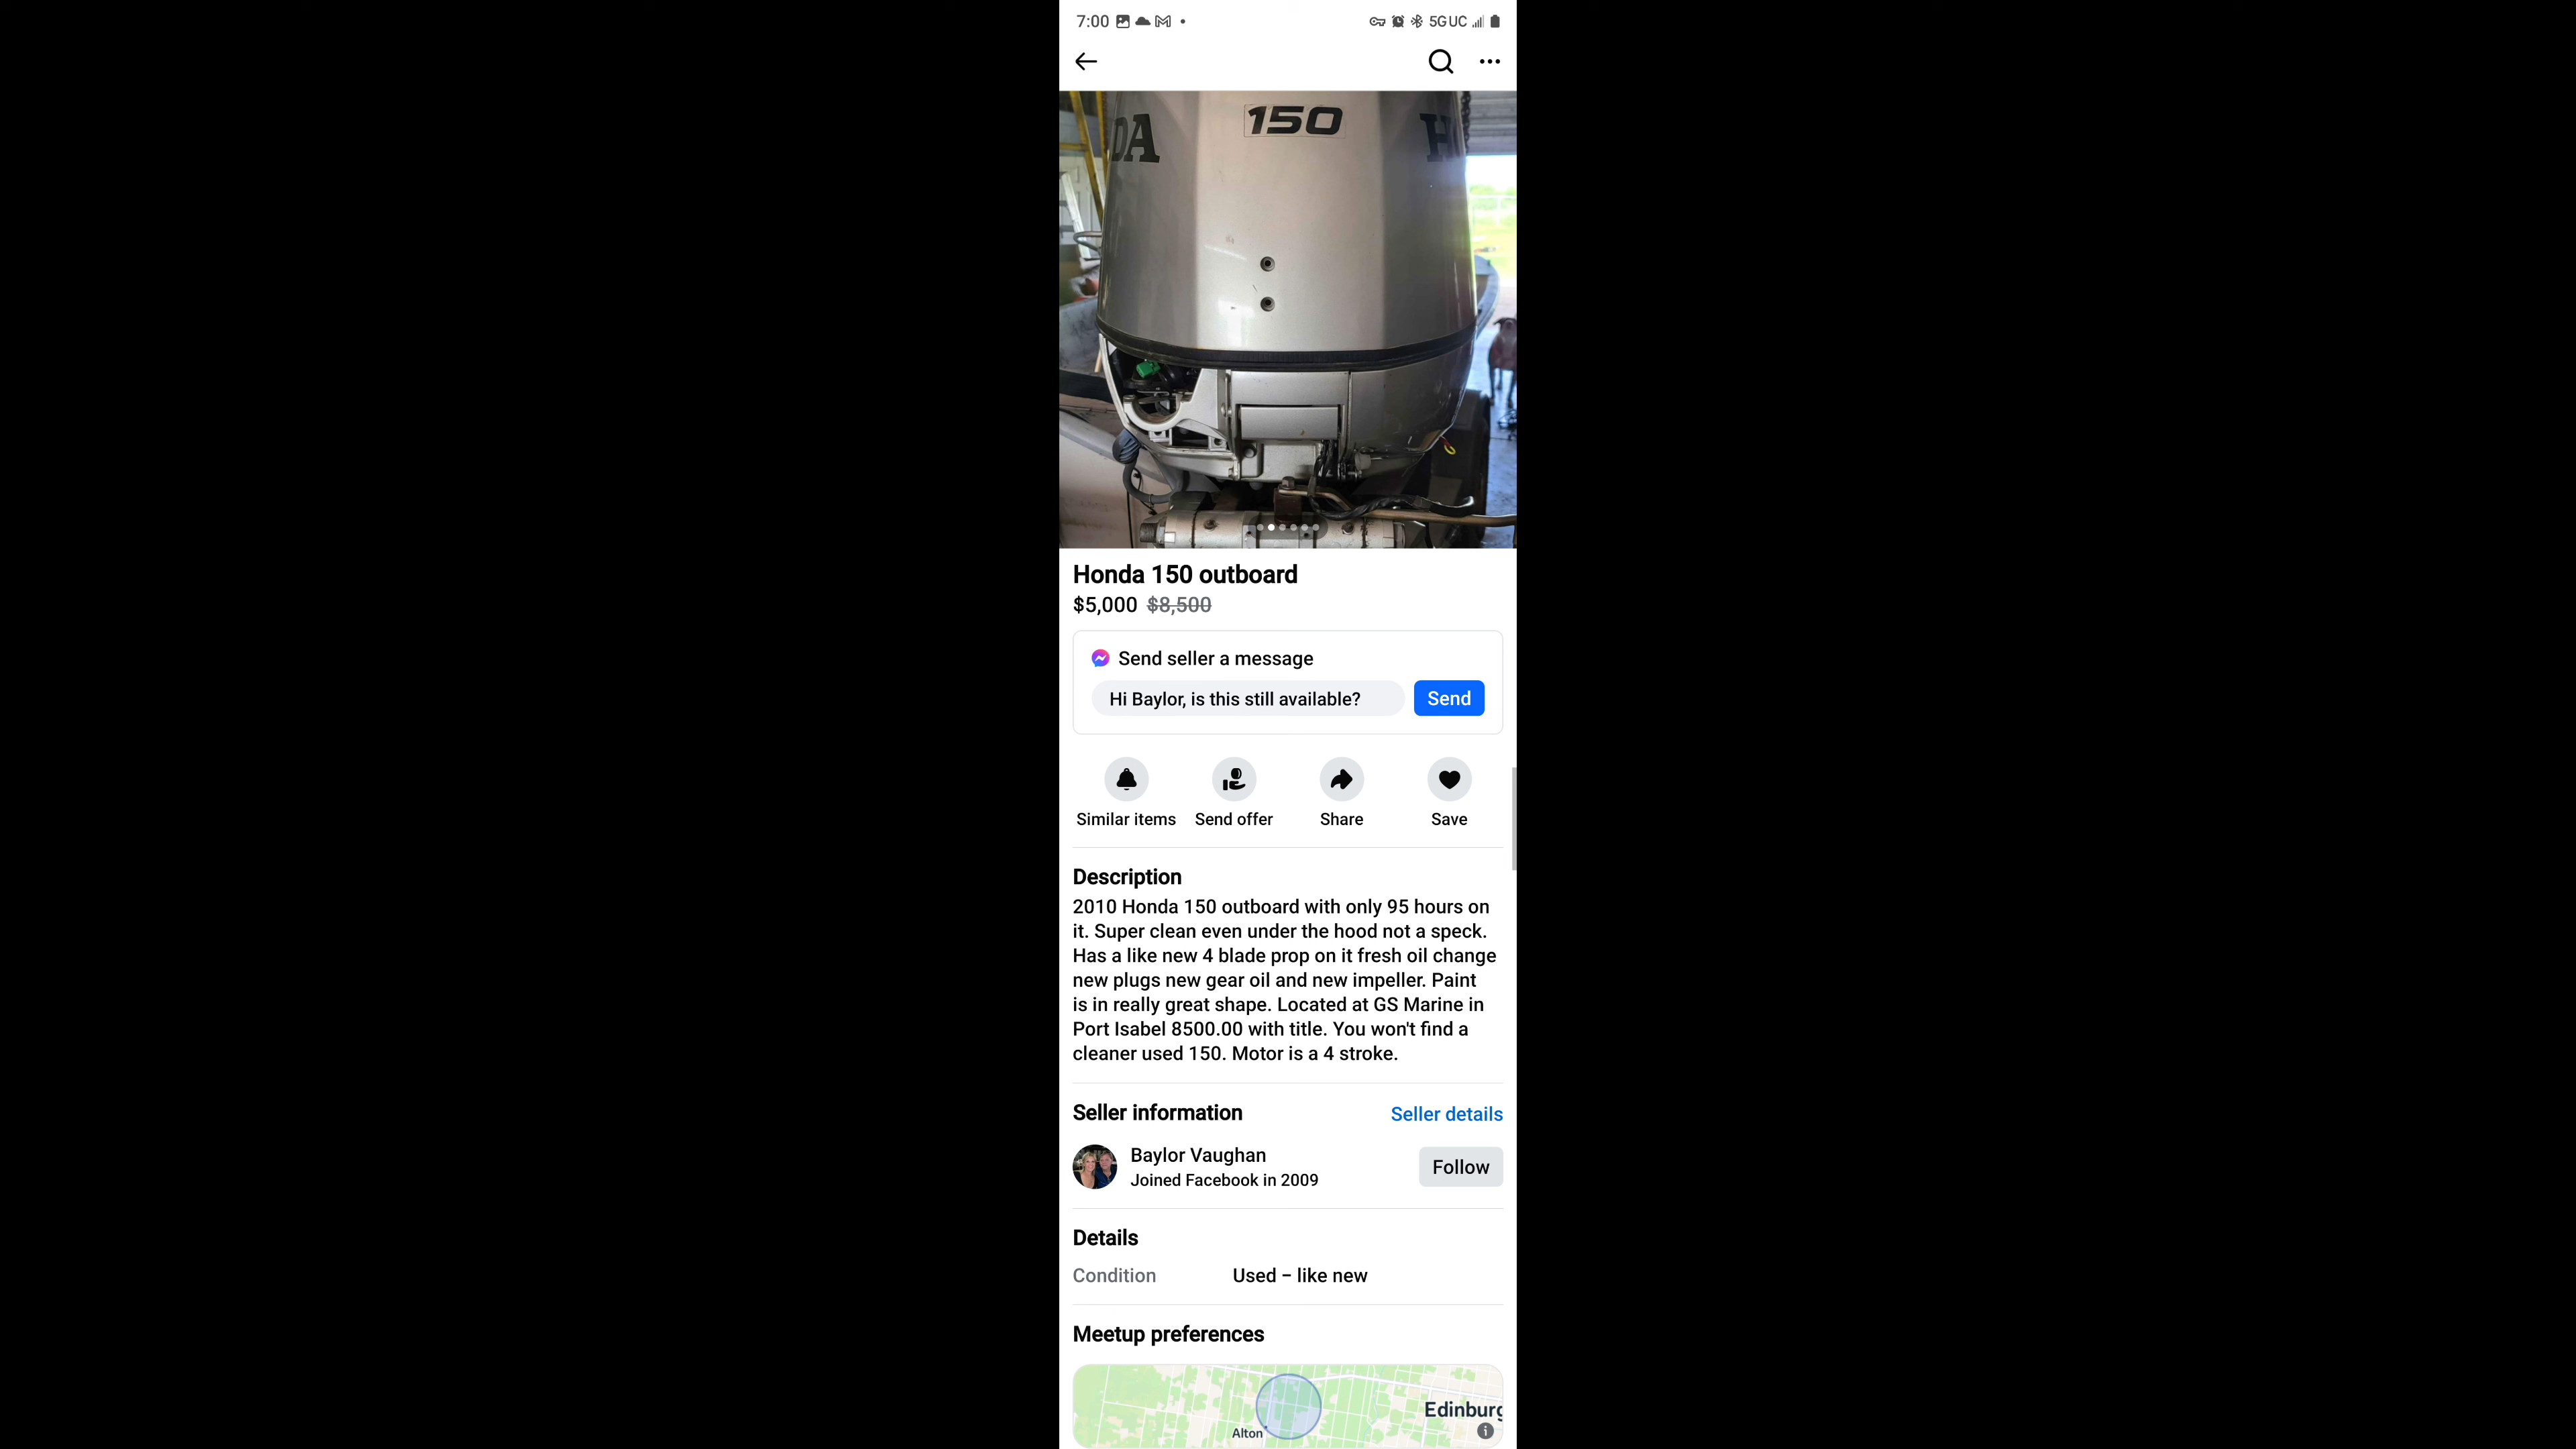 7:00
5G UC
150
DA
H
Honda 150 outboard
$5,000 $8,500
Send seller a message
Hi Baylor, is this still available?
Send
Similar items
Send offer
Share
Save
Description
2010 Honda 150 outboard with only 95 hours on
it. Super clean even under the hood not a speck.
Has a like new 4 blade prop on it fresh oil change
new plugs new gear oil and new impeller. Paint
is in really great shape. Located at GS Marine in
Port Isabel 8500.00 with title. You won't find a
cleaner used 150. Motor is a 4 stroke.
Seller information
Seller details
Baylor Vaughan
Joined Facebook in 2009
Follow
Details
Condition
Used - like new
Meetup preferences
Edinburg
Alton